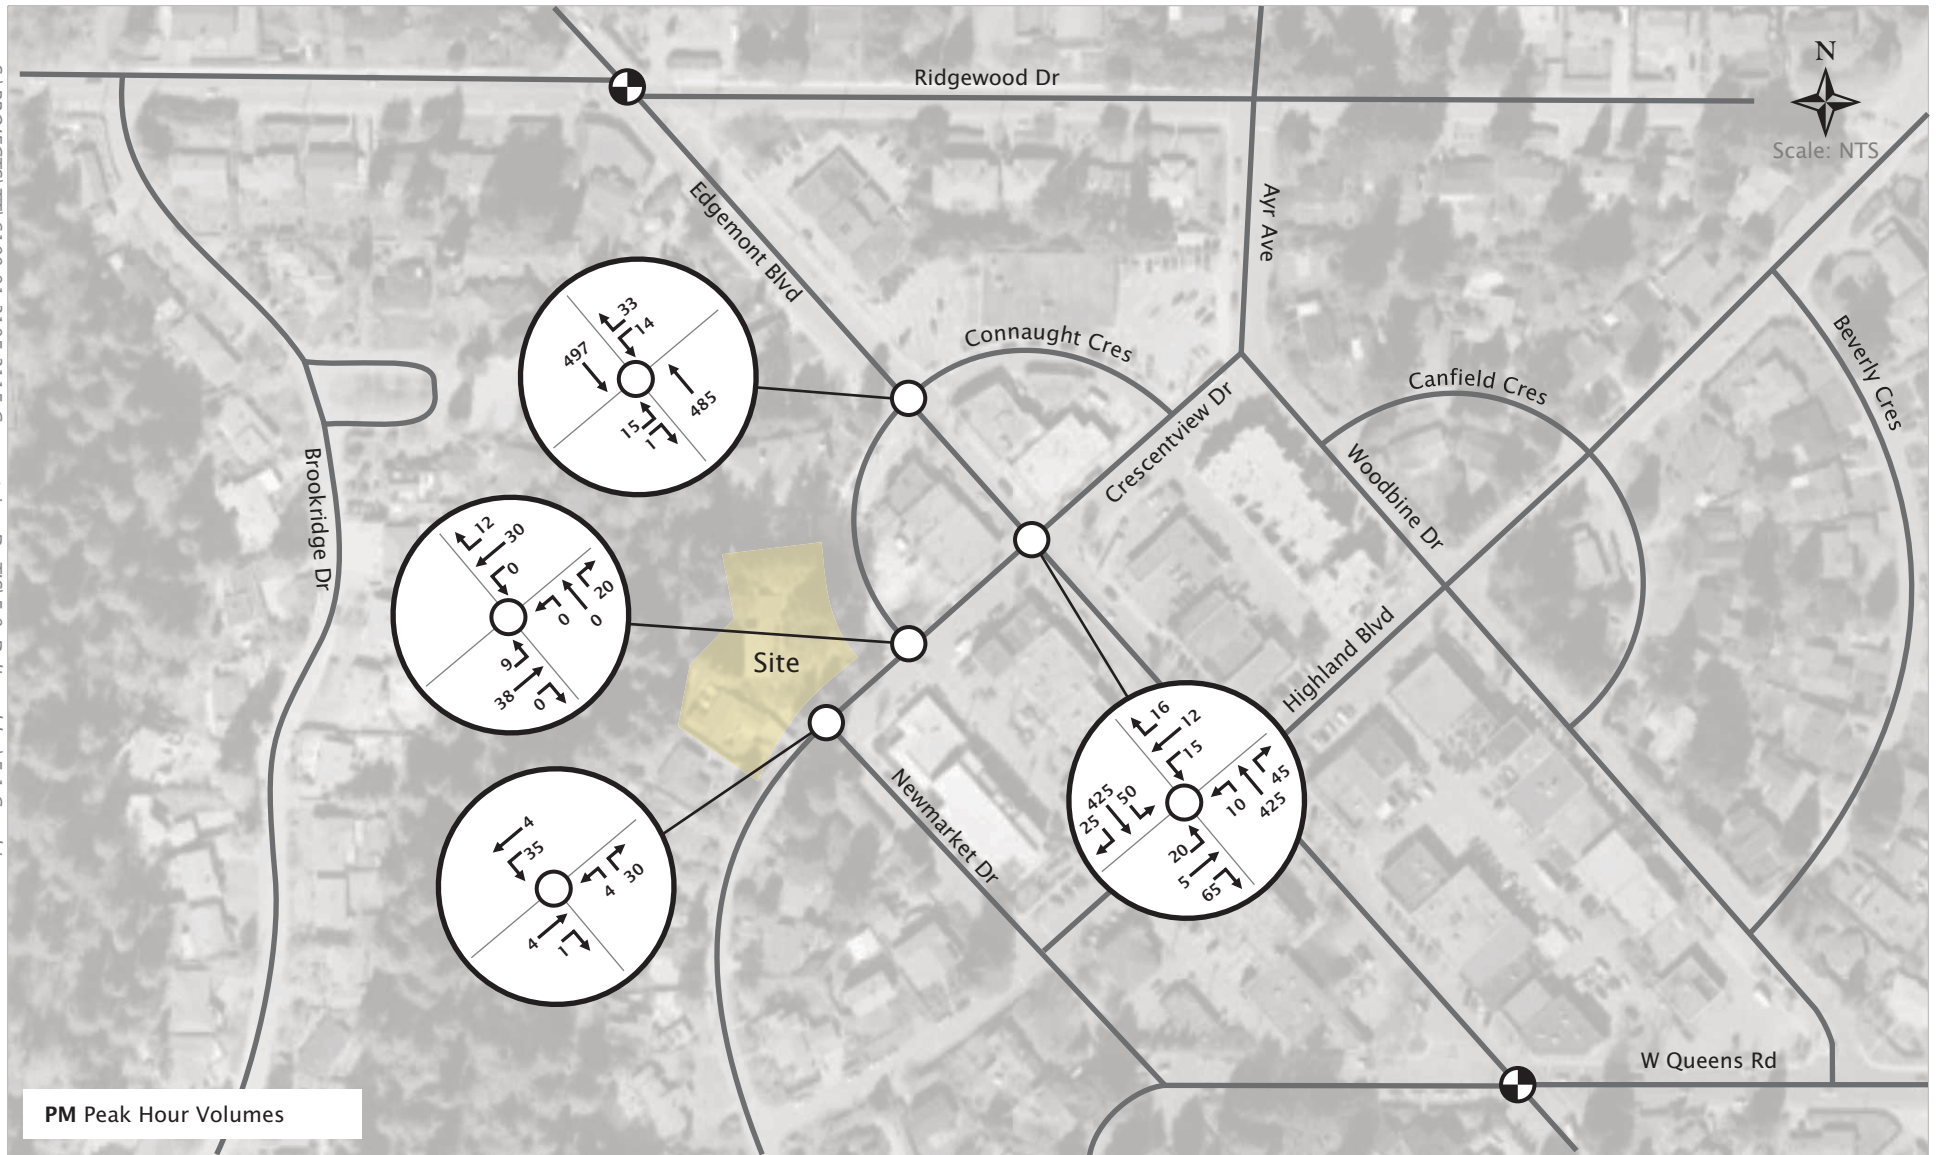 Ridgewood Dr
N
Scale: NTS
Edgemont Blvd
Ayr Ave
Connaught Cres
Canfield Cres
Beverly Cres
Crescentview Dr
Woodbine Dr
Brookridge Dr
Highland Blvd
Newmarket Dr
W Queens Rd
Site
33
14
497
485
15
1
12
30
0
20
0
0
9
38
0
4
35
30
4
4
1
16
12
15
425
50
25
45
425
10
20
5
65
PM Peak Hour Volumes